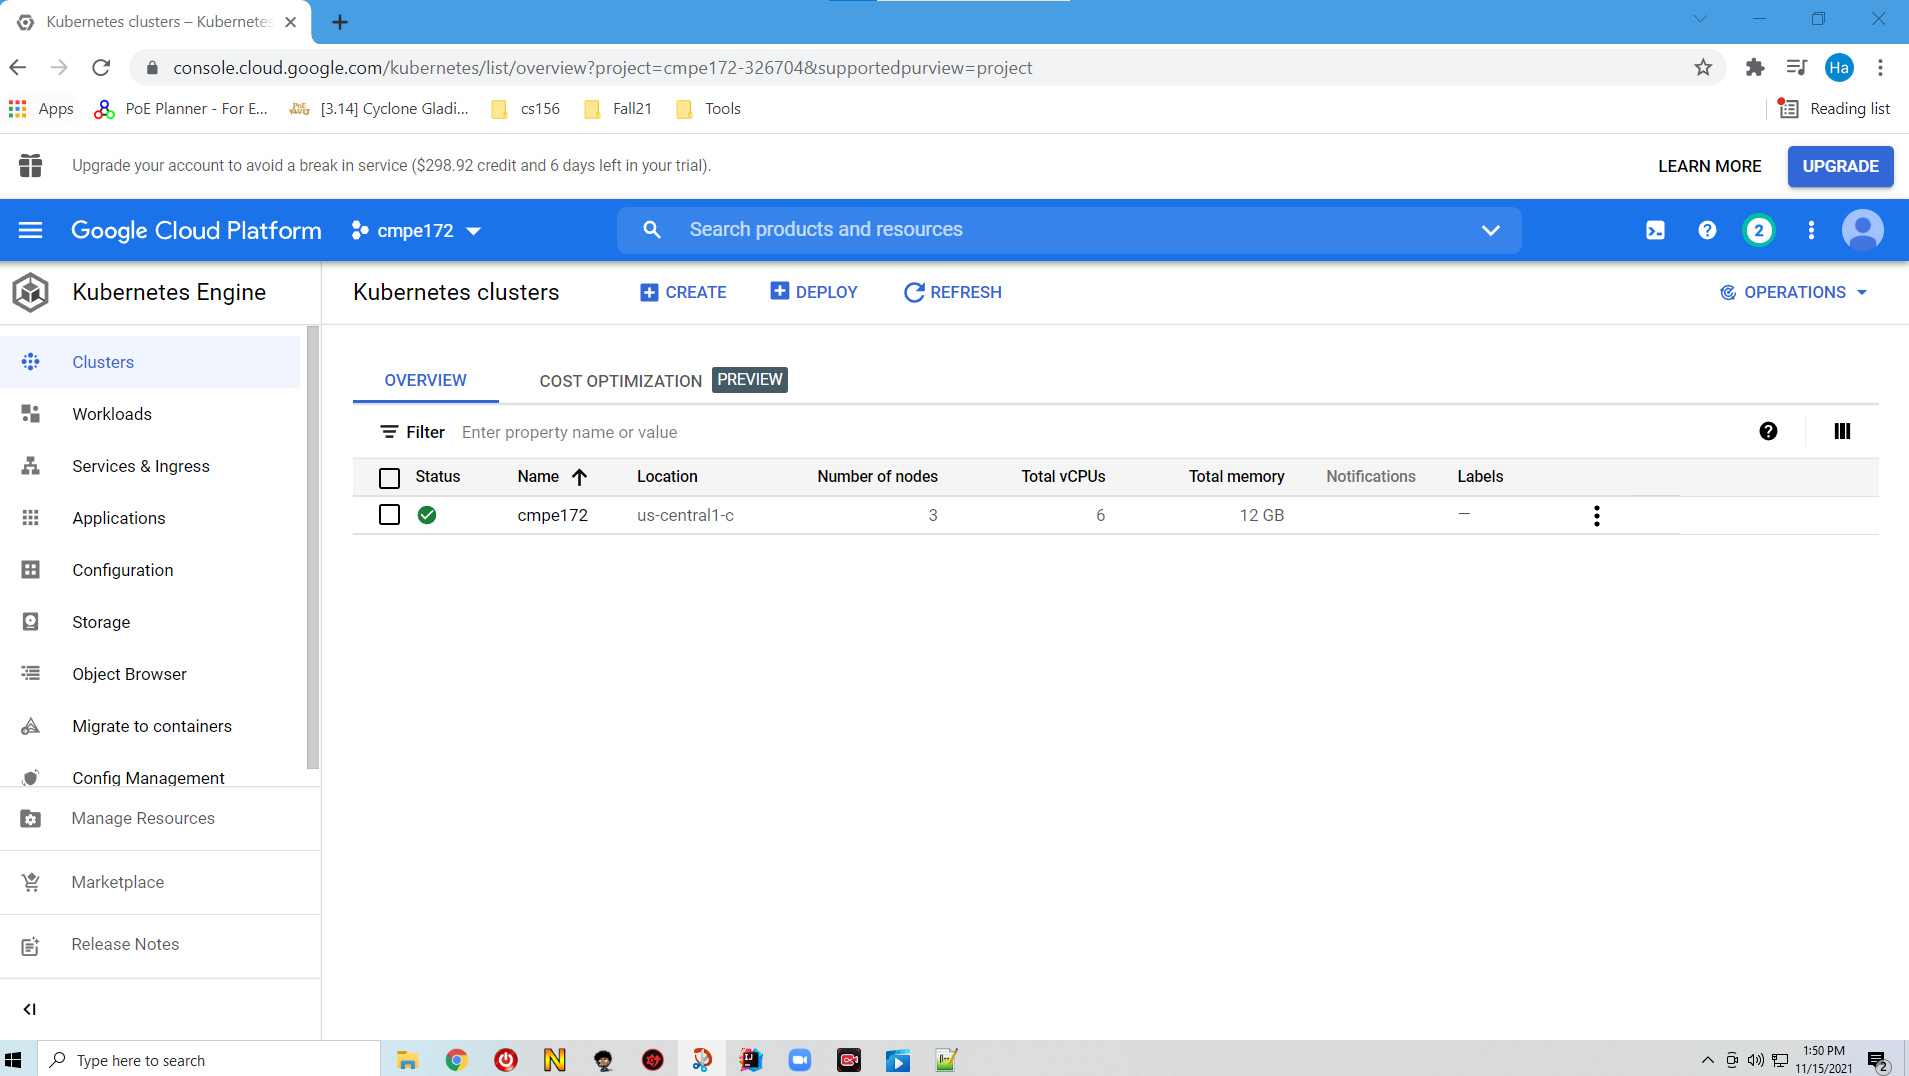 Kubernetes clusters – Kubernetes
console.cloud.google.com/kubernetes/list/overview?project=cmpe172-326704&supportedpurview=project
Ha
Apps PoE Planner - For E... [3.14] Cyclone Gladi... cs156 Fall21 Tools Reading list
Upgrade your account to avoid a break in service ($298.92 credit and 6 days left in your trial). LEARN MORE UPGRADE
Google Cloud Platform cmpe172 Search products and resources 2
Kubernetes Engine
Kubernetes clusters CREATE DEPLOY REFRESH OPERATIONS
Clusters
Workloads
Services & Ingress
Applications
Configuration
Storage
Object Browser
Migrate to containers
Config Management
Manage Resources
Marketplace
Release Notes
OVERVIEW COST OPTIMIZATION PREVIEW
Filter Enter property name or value
Status Name Location Number of nodes Total vCPUs Total memory Notifications Labels
cmpe172 us-central1-c 3 6 12 GB —
Type here to search
1:50 PM
11/15/2021
2